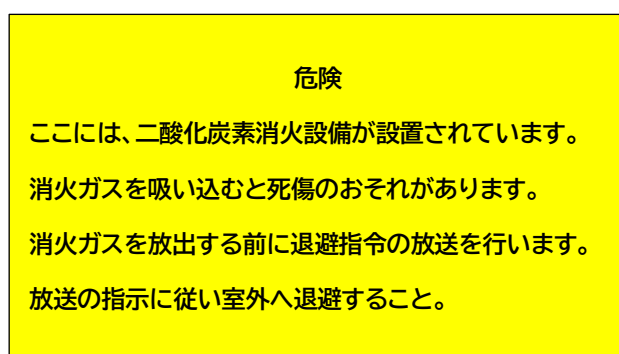 危険
ここには、二酸化炭素消火設備が設置されています。
消火ガスを吸い込むと死傷のおそれがあります。
消火ガスを放出する前に退避指令の放送を行います。
放送の指示に従い室外へ退避すること。